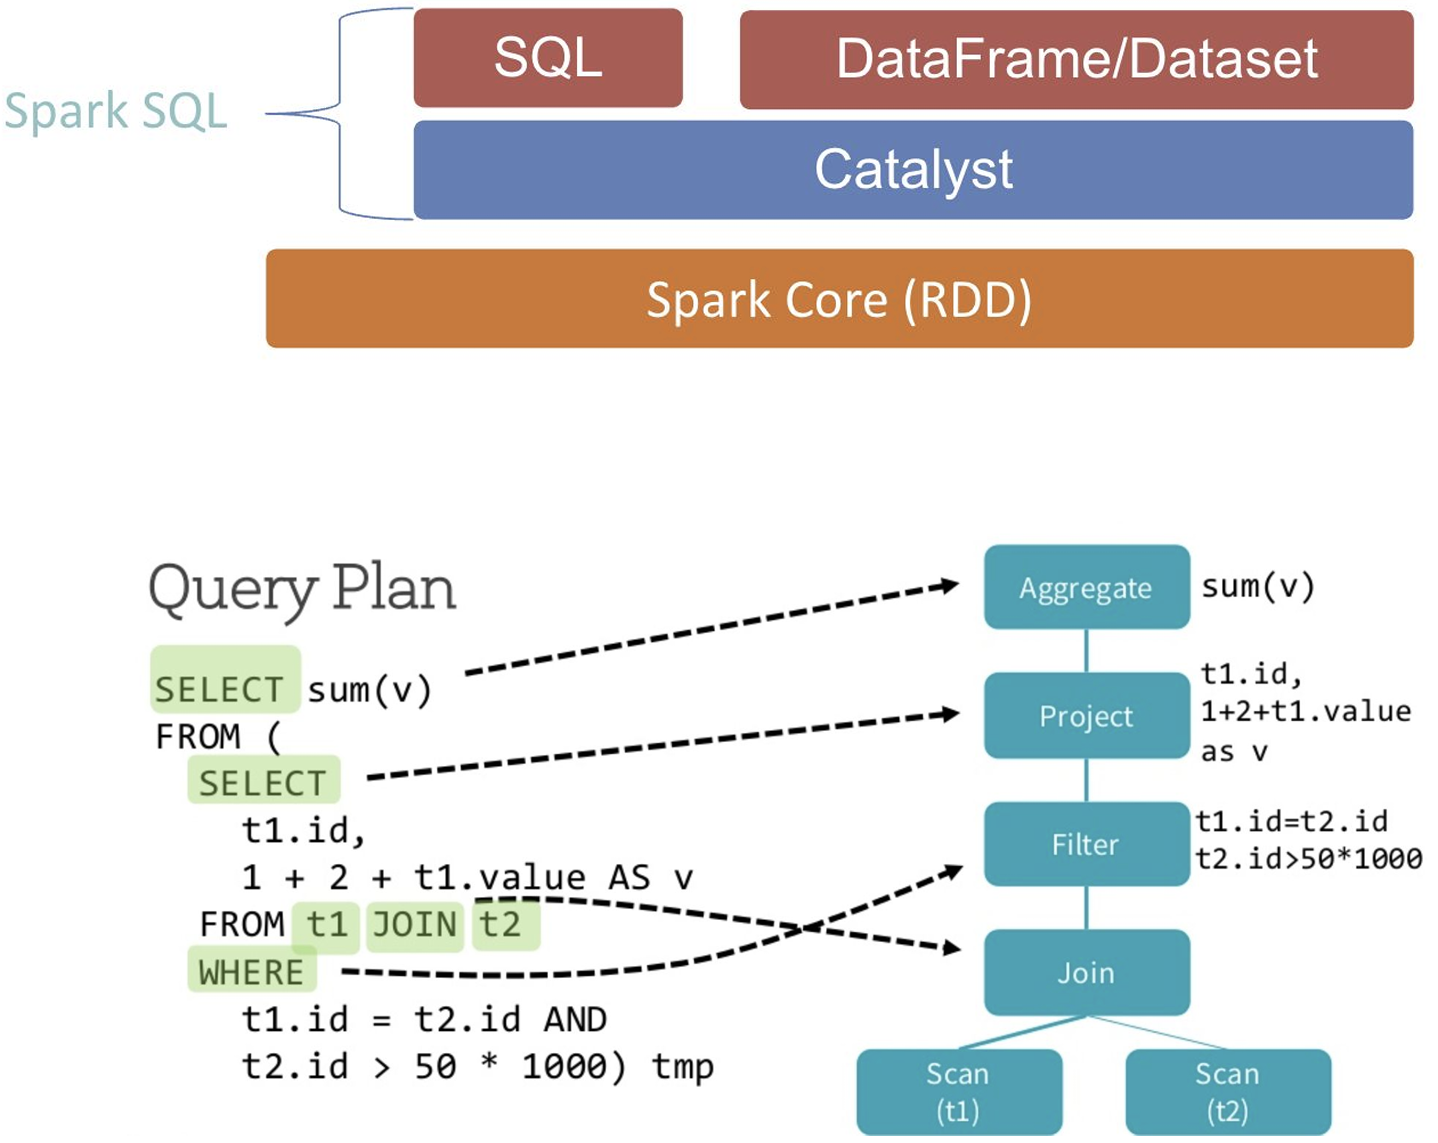 SQL
DataFrame/Dataset
Spark SQL
Catalyst
Spark Core (RDD)
Query Plan
SELECT sum(v)
FROM (
SELECT
t1.id,
1 + 2 + t1.value AS v
FROM t1 JOIN t2
WHERE
t1.id = t2.id AND
t2.id > 50 * 1000) tmp
Aggregate
sum(v)
Project
t1.id,
1+2+t1.value
as v
Filter
t1.id=t2.id
t2.id>50*1000
Join
Scan
(t1)
Scan
(t2)